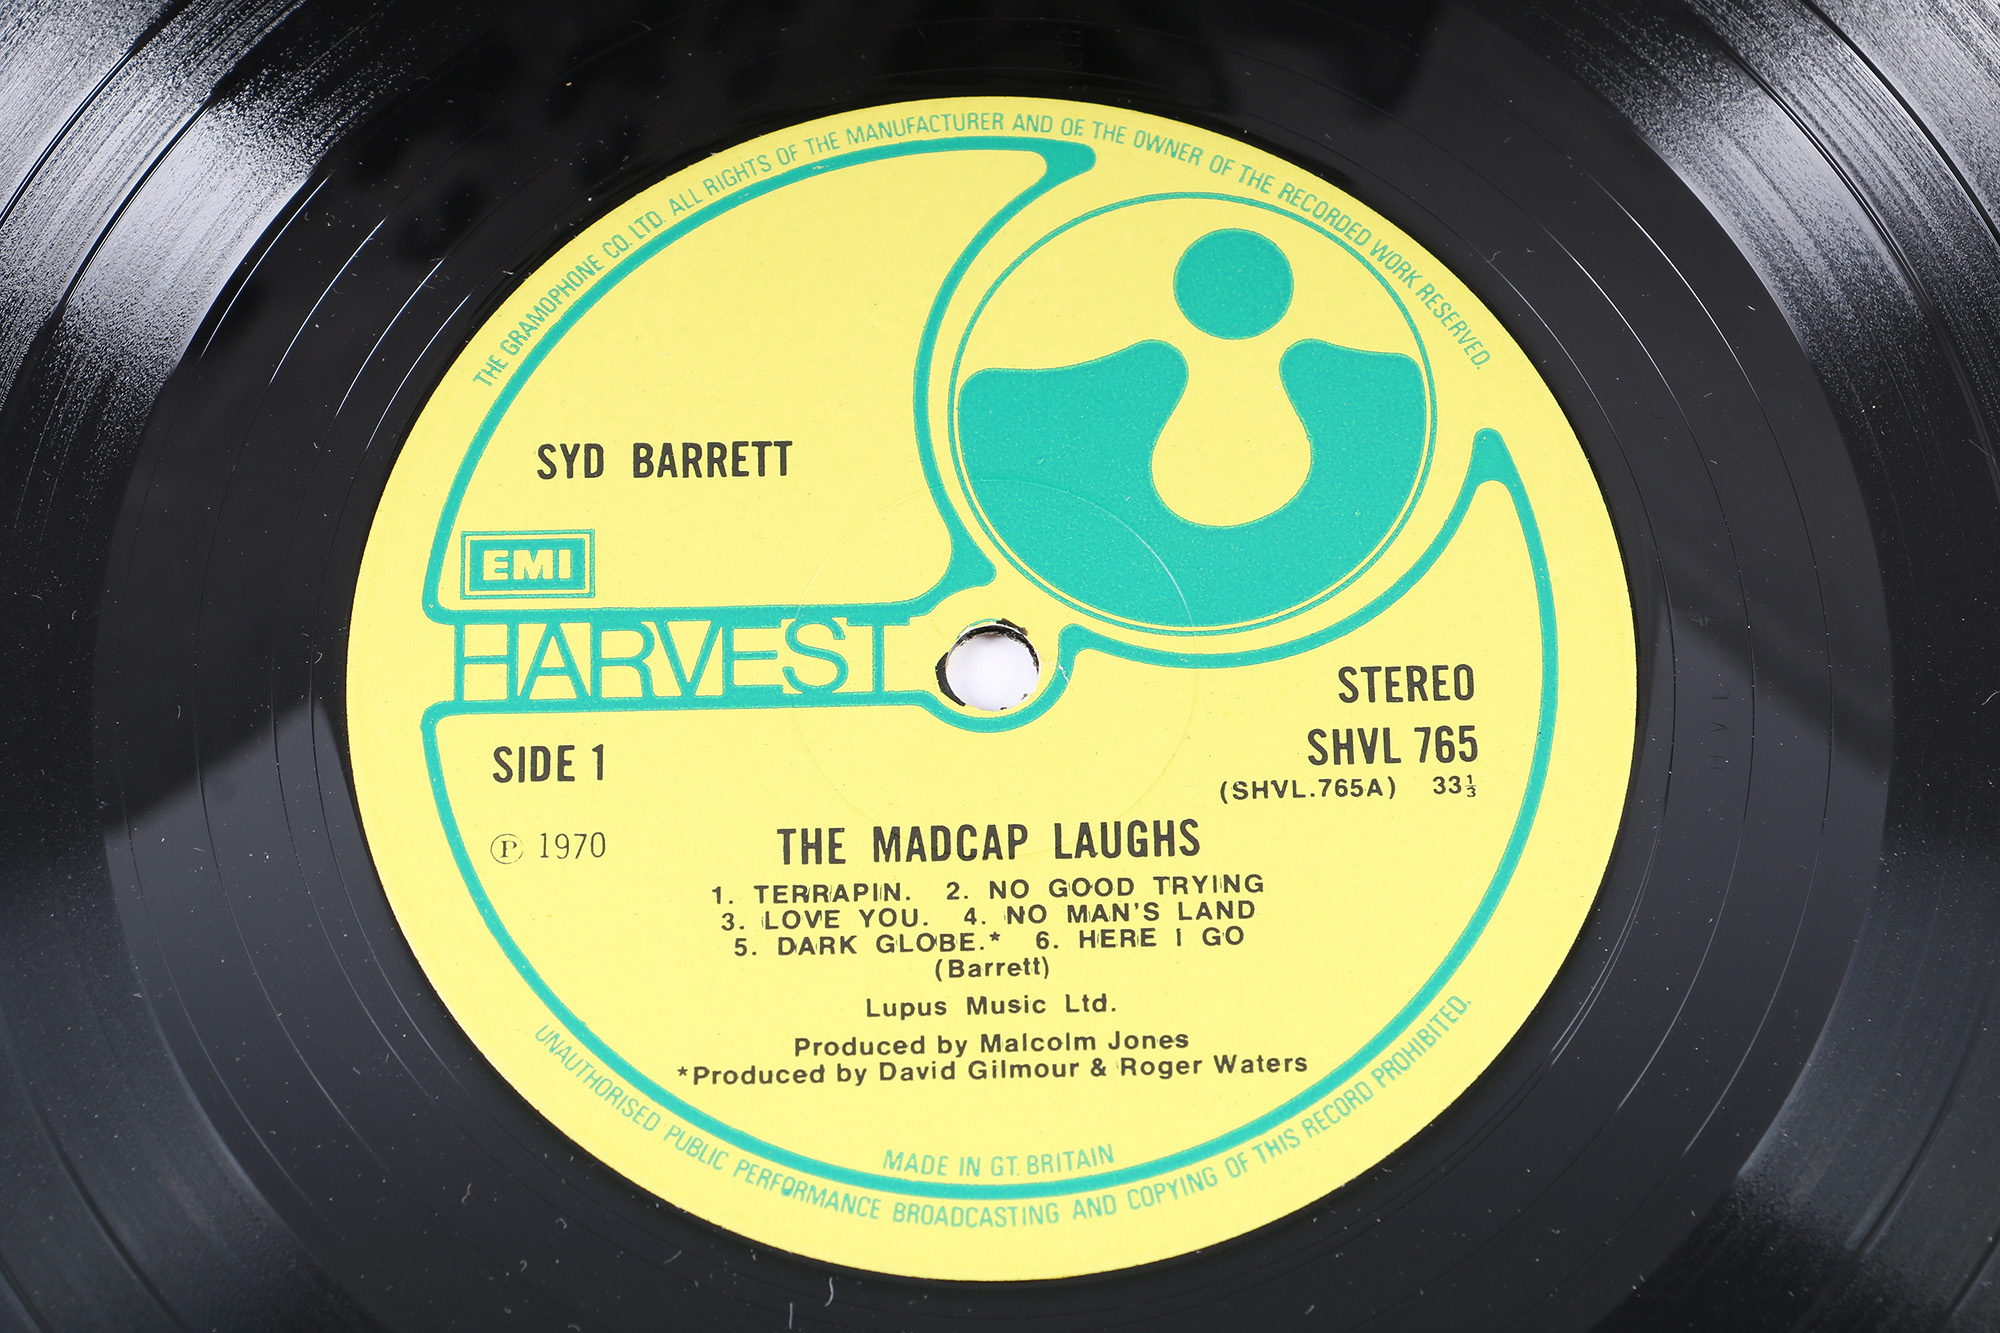 THE GRAMOPHONE CO. LTD. ALL RIGHTS OF THE MANUFACTURER AND OF THE OWNER OF THE RECORDED WORK RESERVED.
SYD BARRETT
EMI
HARVEST
STEREO
SIDE 1
SHVL 765
(SHVL.765A) 33⅓
Ⓟ 1970
THE MADCAP LAUGHS
1. TERRAPIN. 2. NO GOOD TRYING
3. LOVE YOU. 4. NO MAN'S LAND
5. DARK GLOBE.* 6. HERE I GO
(Barrett)
Lupus Music Ltd.
Produced by Malcolm Jones
*Produced by David Gilmour & Roger Waters
MADE IN GT. BRITAIN
UNAUTHORISED PUBLIC PERFORMANCE BROADCASTING AND COPYING OF THIS RECORD PROHIBITED.